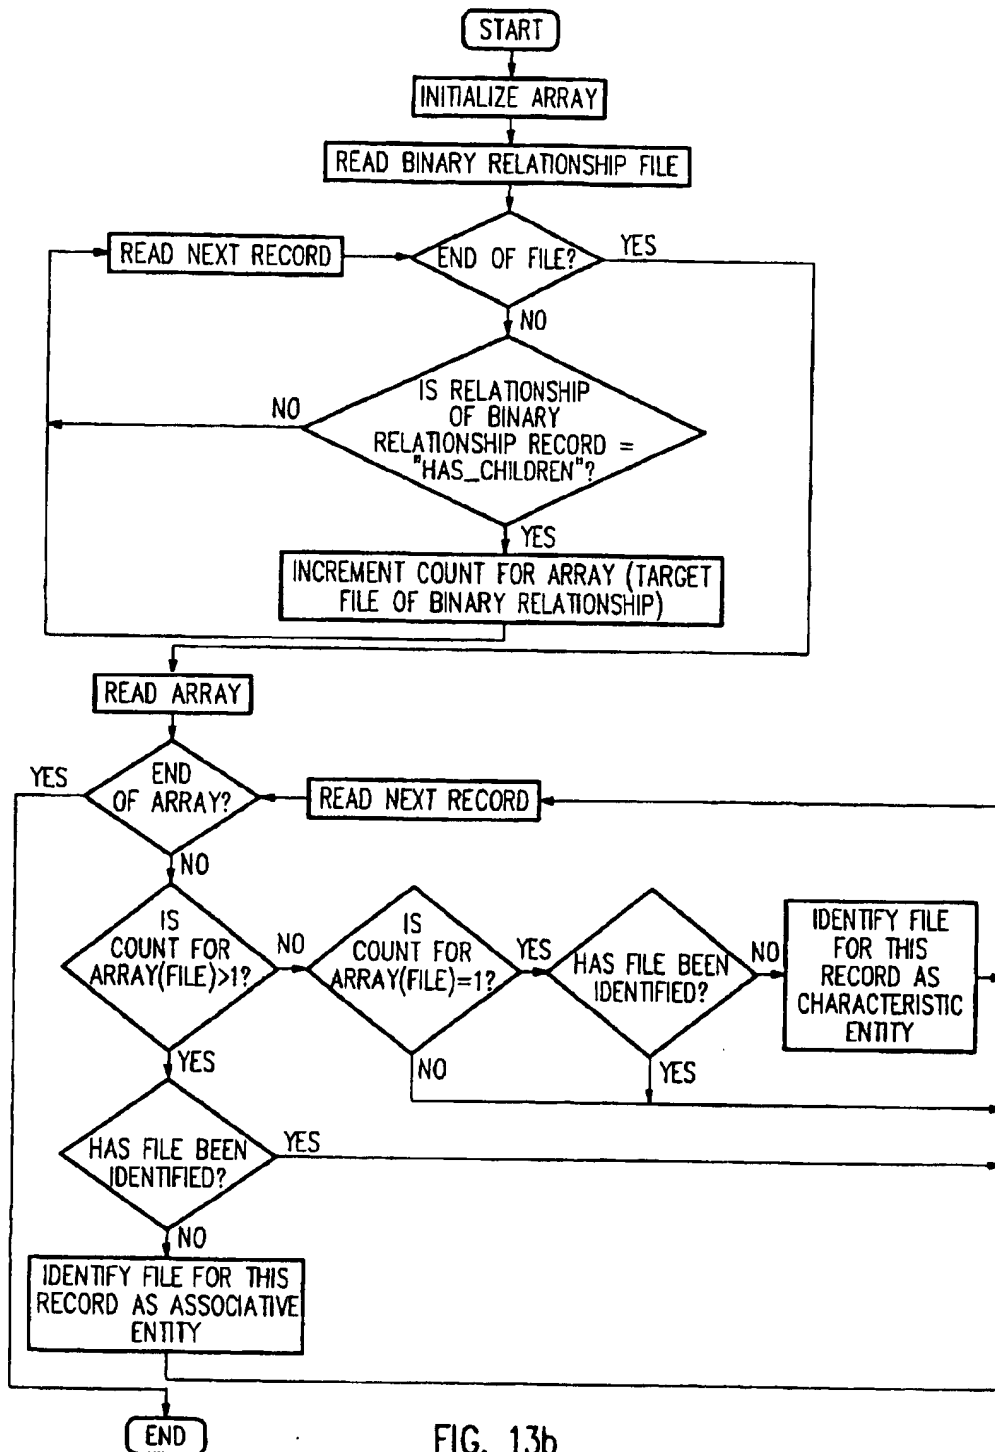 START
INITIALIZE ARRAY
READ BINARY RELATIONSHIP FILE
READ NEXT RECORD
END OF FILE?
YES
NO
IS RELATIONSHIP
OF BINARY
RELATIONSHIP RECORD =
"HAS_CHILDREN"?
NO
YES
INCREMENT COUNT FOR ARRAY (TARGET
FILE OF BINARY RELATIONSHIP)
READ ARRAY
YES
END
OF ARRAY?
READ NEXT RECORD
NO
IS
COUNT FOR
ARRAY(FILE)>1?
NO
IS
COUNT FOR
ARRAY(FILE)=1?
YES
HAS FILE BEEN
IDENTIFIED?
NO
IDENTIFY FILE
FOR THIS
RECORD AS
CHARACTERISTIC
ENTITY
YES
NO
YES
HAS FILE BEEN
IDENTIFIED?
YES
NO
IDENTIFY FILE FOR THIS
RECORD AS ASSOCIATIVE
ENTITY
END
FIG. 13b